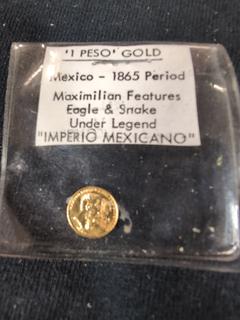 '1 PESO' GOLD
Mexico - 1865 Period
Maximilian Features
Eagle & Snake
Under Legend
"IMPERIO MEXICANO"